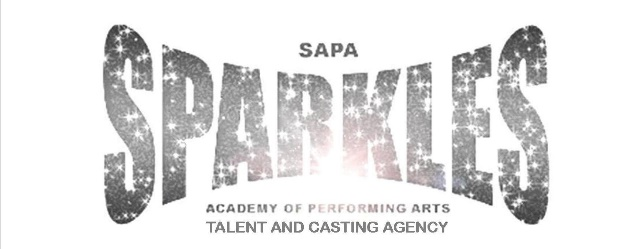 SAPA
SPARKLES
ACADEMY OF PERFORMING ARTS
TALENT AND CASTING AGENCY